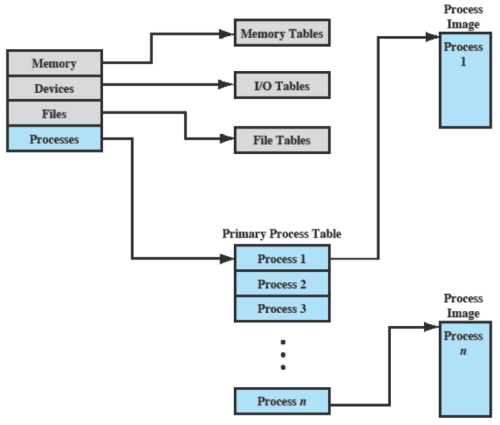 Process
Image
Process
1
Memory Tables
Memory
Devices
Files
Processes
I/O Tables
File Tables
Primary Process Table
Process 1
Process 2
Process 3
Process n
Process
Image
Process
n